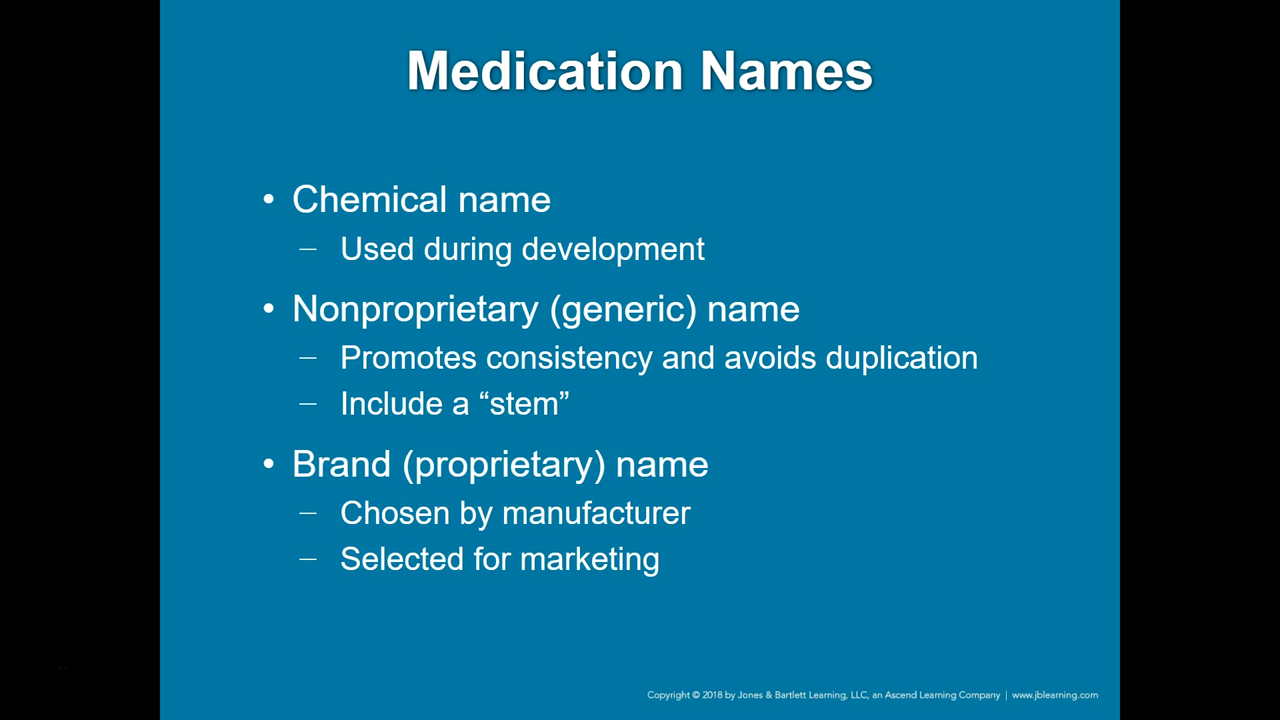 Medication Names
• Chemical name
– Used during development
• Nonproprietary (generic) name
– Promotes consistency and avoids duplication
– Include a “stem”
• Brand (proprietary) name
– Chosen by manufacturer
– Selected for marketing
Copyright © 2018 by Jones & Bartlett Learning, LLC, an Ascend Learning Company | www.jblearning.com